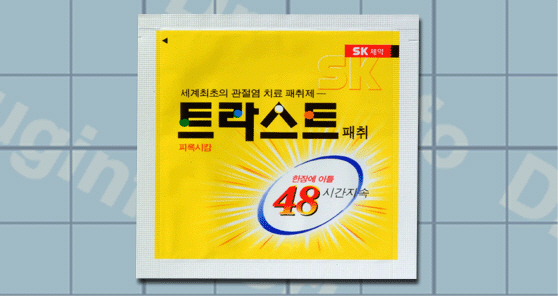 SK 제약
SK
세계최초의 관절염 치료 패취제
트라스트 패취
피록시캄
한장에 이틀
48 시간지속